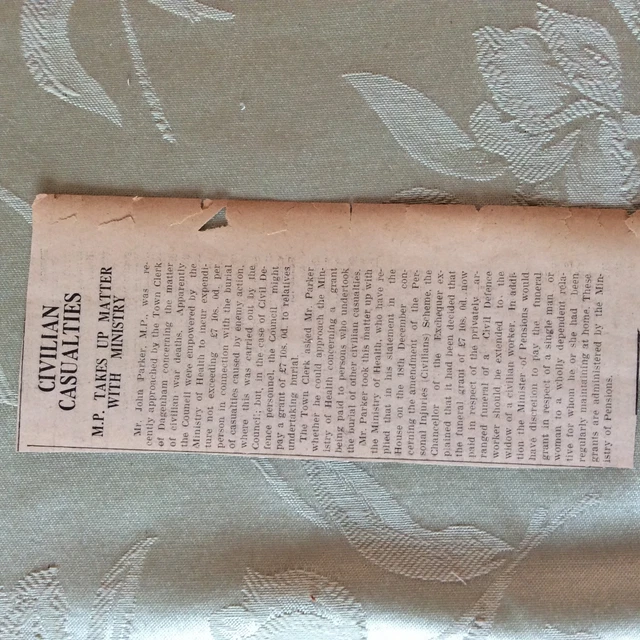 CIVILIAN
CASUALTIES
M.P. TAKES UP MATTER
WITH MINISTRY
Mr. John Parker, M.P., was re-
cently approached by the Town Clerk
of Dagenham concerning the matter
of civilian war deaths. Apparently
the Council were empowered by the
Ministry of Health to incur expendi-
ture not exceeding £7 10s. 0d. per
person in connection with the burial
of casualties caused by enemy action,
where this was carried out by the
Council; but, in the case of Civil De-
fence personnel, the Council might
pay a grant of £7 10s. 0d. to relatives
undertaking burial.
The Town Clerk asked Mr. Parker
whether he could approach the Min-
istry of Health concerning a grant
being paid to persons who undertook
the burial of other civilian casualties.
Mr. Parker took this matter up with
the Ministry of Health who have re-
plied that in his statement in the
House on the 18th December con-
cerning the amendment of the Per-
sonal Injuries (Civilians) Scheme, the
Chancellor of the Exchequer ex-
plained that it had been decided that
the funeral grant of £7 10s. 0d. now
paid in respect of the privately ar-
ranged funeral of a Civil Defence
worker should be extended to the
widow of a civilian worker. In addi-
tion the Minister of Pensions would
have discretion to pay the funeral
grant in respect of a single man or
woman to a wholly dependent rela-
tive for whom he or she had been
regularly maintaining at home. These
grants are administered by the Min-
istry of Pensions.